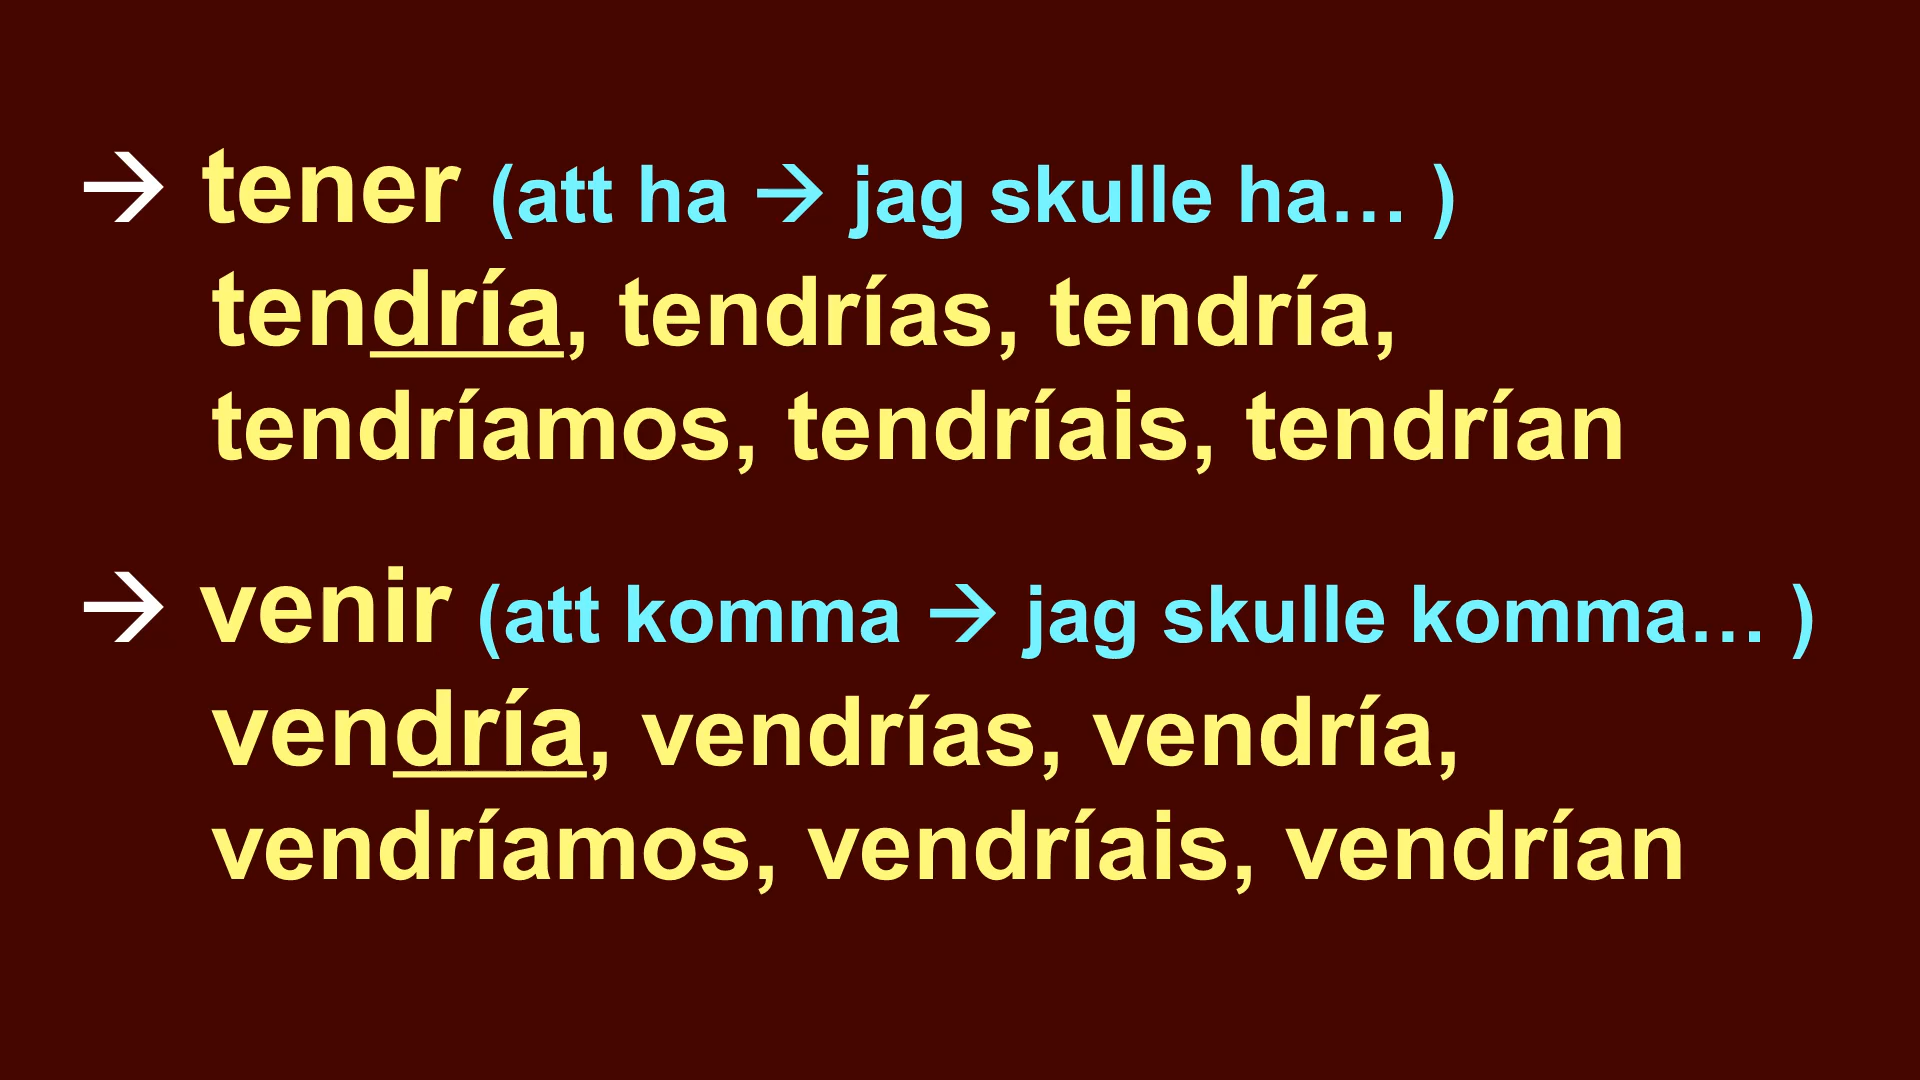 → tener (att ha → jag skulle ha… )
tendría, tendrías, tendría,
tendríamos, tendríais, tendrían
→ venir (att komma → jag skulle komma… )
vendría, vendrías, vendría,
vendríamos, vendríais, vendrían